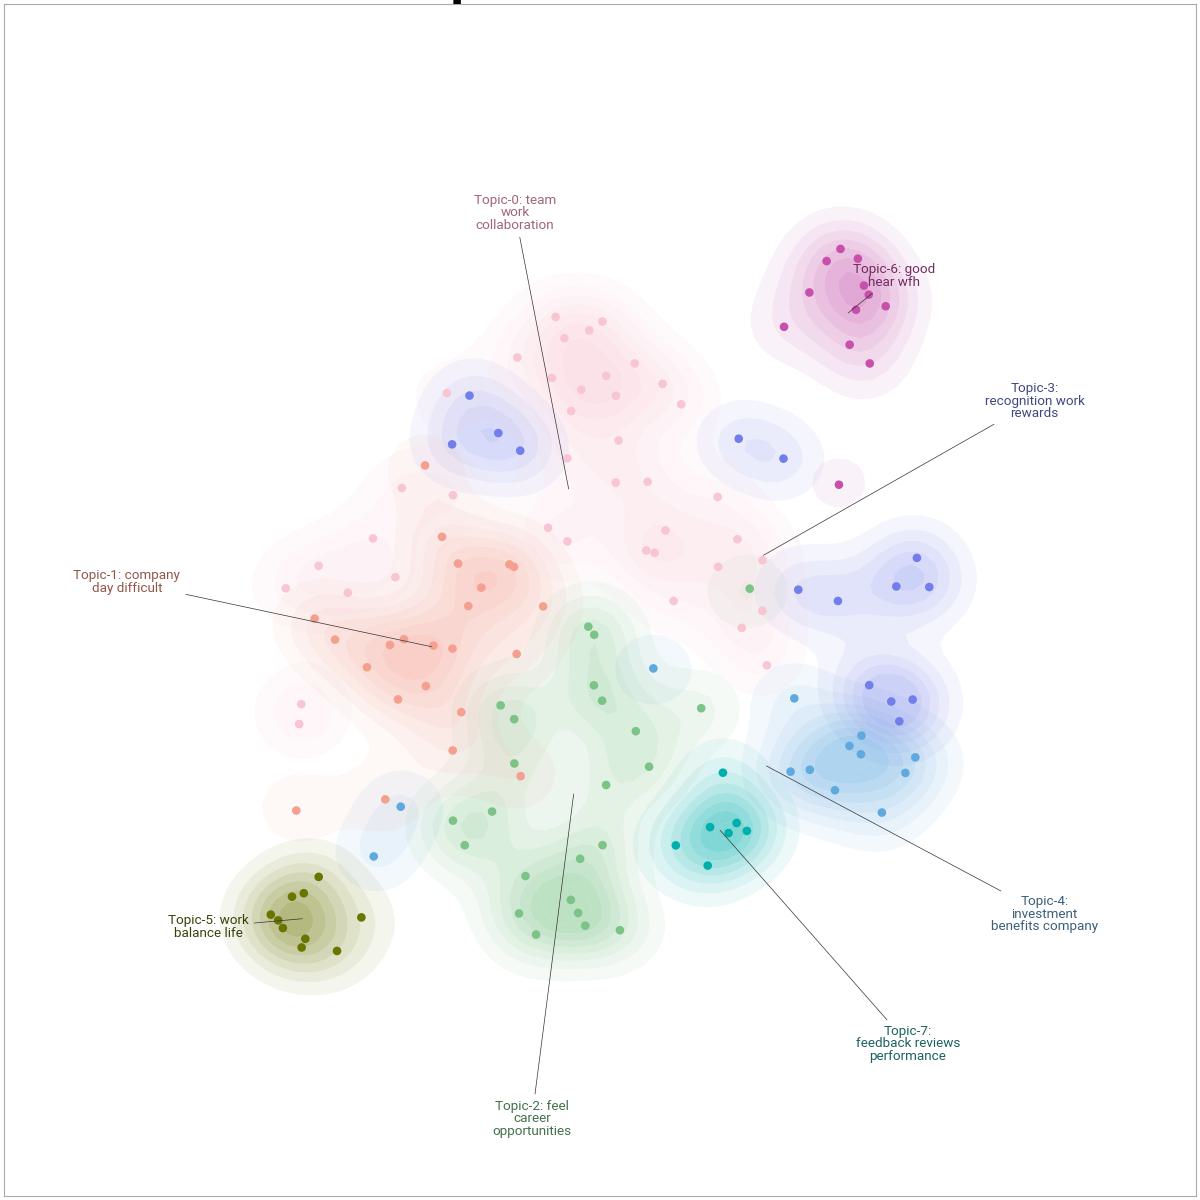 Topic-0: team
work
collaboration
Topic-6: good
hear wfh
Topic-3:
recognition work
rewards
Topic-1: company
day difficult
Topic-4:
investment
benefits company
Topic-5: work
balance life
Topic-7:
feedback reviews
performance
Topic-2: feel
career
opportunities